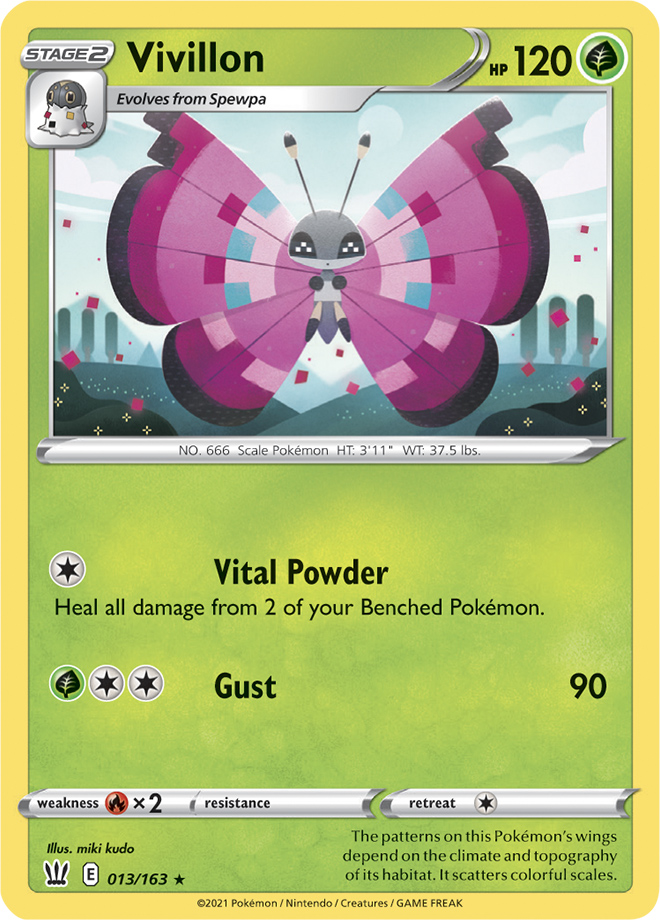 STAGE 2
Vivillon
HP 120
Evolves from Spewpa
NO. 666 Scale Pokémon HT: 3'11" WT: 37.5 lbs.
Vital Powder
Heal all damage from 2 of your Benched Pokémon.
Gust 90
weakness ×2 resistance retreat
Illus. miki kudo
The patterns on this Pokémon's wings
depend on the climate and topography
of its habitat. It scatters colorful scales.
E 013/163 ★
©2021 Pokémon / Nintendo / Creatures / GAME FREAK